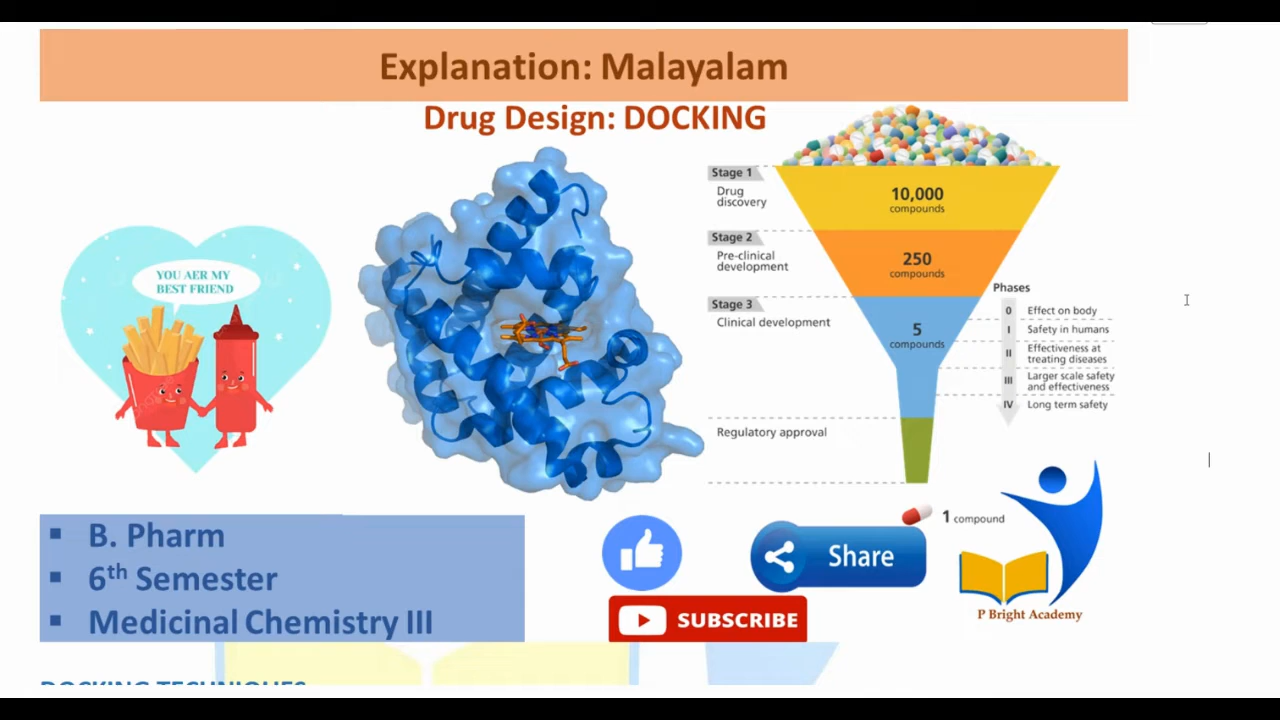 Explanation: Malayalam
Drug Design: DOCKING
YOU AER MY
BEST FRIEND
Stage 1
Drug
discovery
10,000
compounds
Stage 2
Pre-clinical
development
250
compounds
Stage 3
Clinical development
5
compounds
Phases
0 Effect on body
I Safety in humans
II Effectiveness at
treating diseases
III Larger scale safety
and effectiveness
IV Long term safety
Regulatory approval
1 compound
▪ B. Pharm
▪ 6th Semester
▪ Medicinal Chemistry III
Share
SUBSCRIBE
P Bright Academy
DOCKING TECHNIQUES